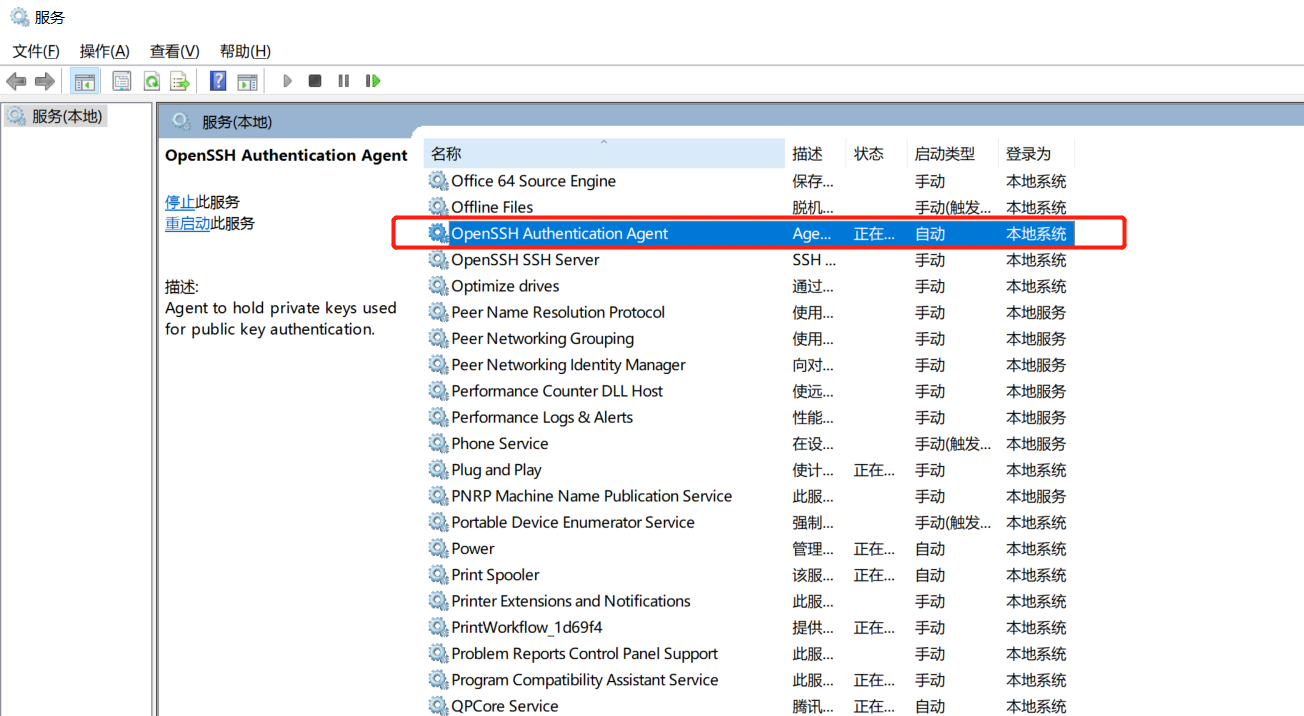 服务
文件(F) 操作(A) 查看(V) 帮助(H)
服务(本地)
服务(本地)
OpenSSH Authentication Agent
停止此服务
重启动此服务
描述:
Agent to hold private keys used
for public key authentication.
名称 描述 状态 启动类型 登录为
Office 64 Source Engine 保存... 手动 本地系统
Offline Files 脱机... 手动(触发... 本地系统
OpenSSH Authentication Agent Age... 正在... 自动 本地系统
OpenSSH SSH Server SSH ... 手动 本地系统
Optimize drives 通过... 手动 本地系统
Peer Name Resolution Protocol 使用... 手动 本地服务
Peer Networking Grouping 使用... 手动 本地服务
Peer Networking Identity Manager 向对... 手动 本地服务
Performance Counter DLL Host 使远... 手动 本地服务
Performance Logs & Alerts 性能... 手动 本地服务
Phone Service 在设... 手动(触发... 本地服务
Plug and Play 使计... 正在... 手动 本地系统
PNRP Machine Name Publication Service 此服... 手动 本地服务
Portable Device Enumerator Service 强制... 手动(触发... 本地系统
Power 管理... 正在... 自动 本地系统
Print Spooler 该服... 正在... 自动 本地系统
Printer Extensions and Notifications 此服... 手动 本地系统
PrintWorkflow_1d69f4 提供... 正在... 手动 本地系统
Problem Reports Control Panel Support 此服... 手动 本地系统
Program Compatibility Assistant Service 此服... 正在... 手动 本地系统
QPCore Service 腾讯... 正在... 自动 本地系统